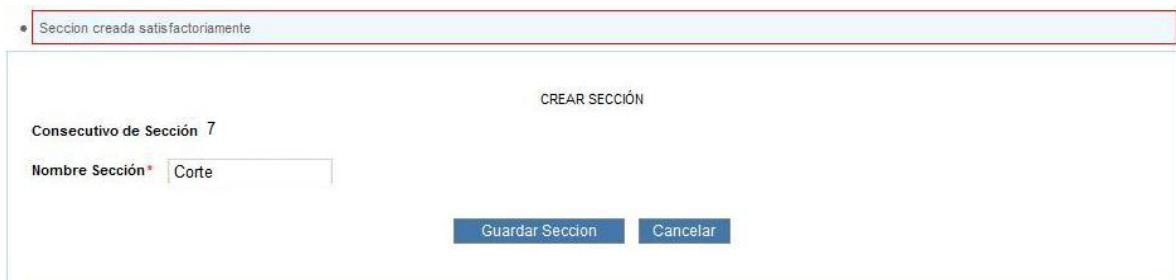 Seccion creada satisfactoriamente
CREAR SECCIÓN
Consecutivo de Sección 7
Nombre Sección* Corte
Guardar Seccion Cancelar